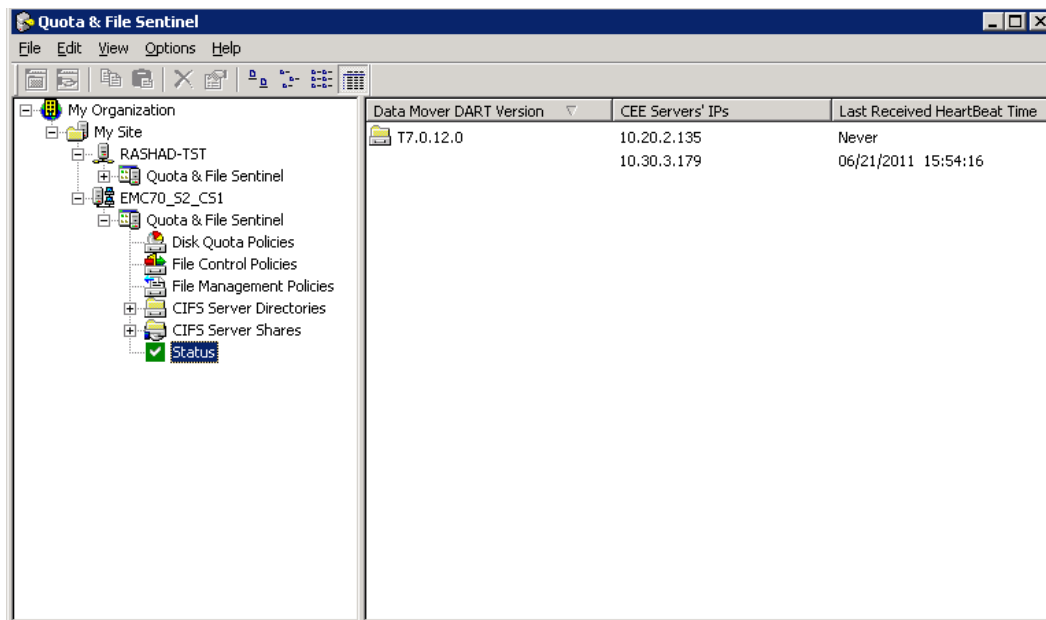 Quota & File Sentinel
File Edit View Options Help
My Organization
My Site
RASHAD-TST
Quota & File Sentinel
EMC70_S2_CS1
Quota & File Sentinel
Disk Quota Policies
File Control Policies
File Management Policies
CIFS Server Directories
CIFS Server Shares
Status
Data Mover DART Version CEE Servers' IPs Last Received HeartBeat Time
T7.0.12.0 10.20.2.135 Never
10.30.3.179 06/21/2011 15:54:16